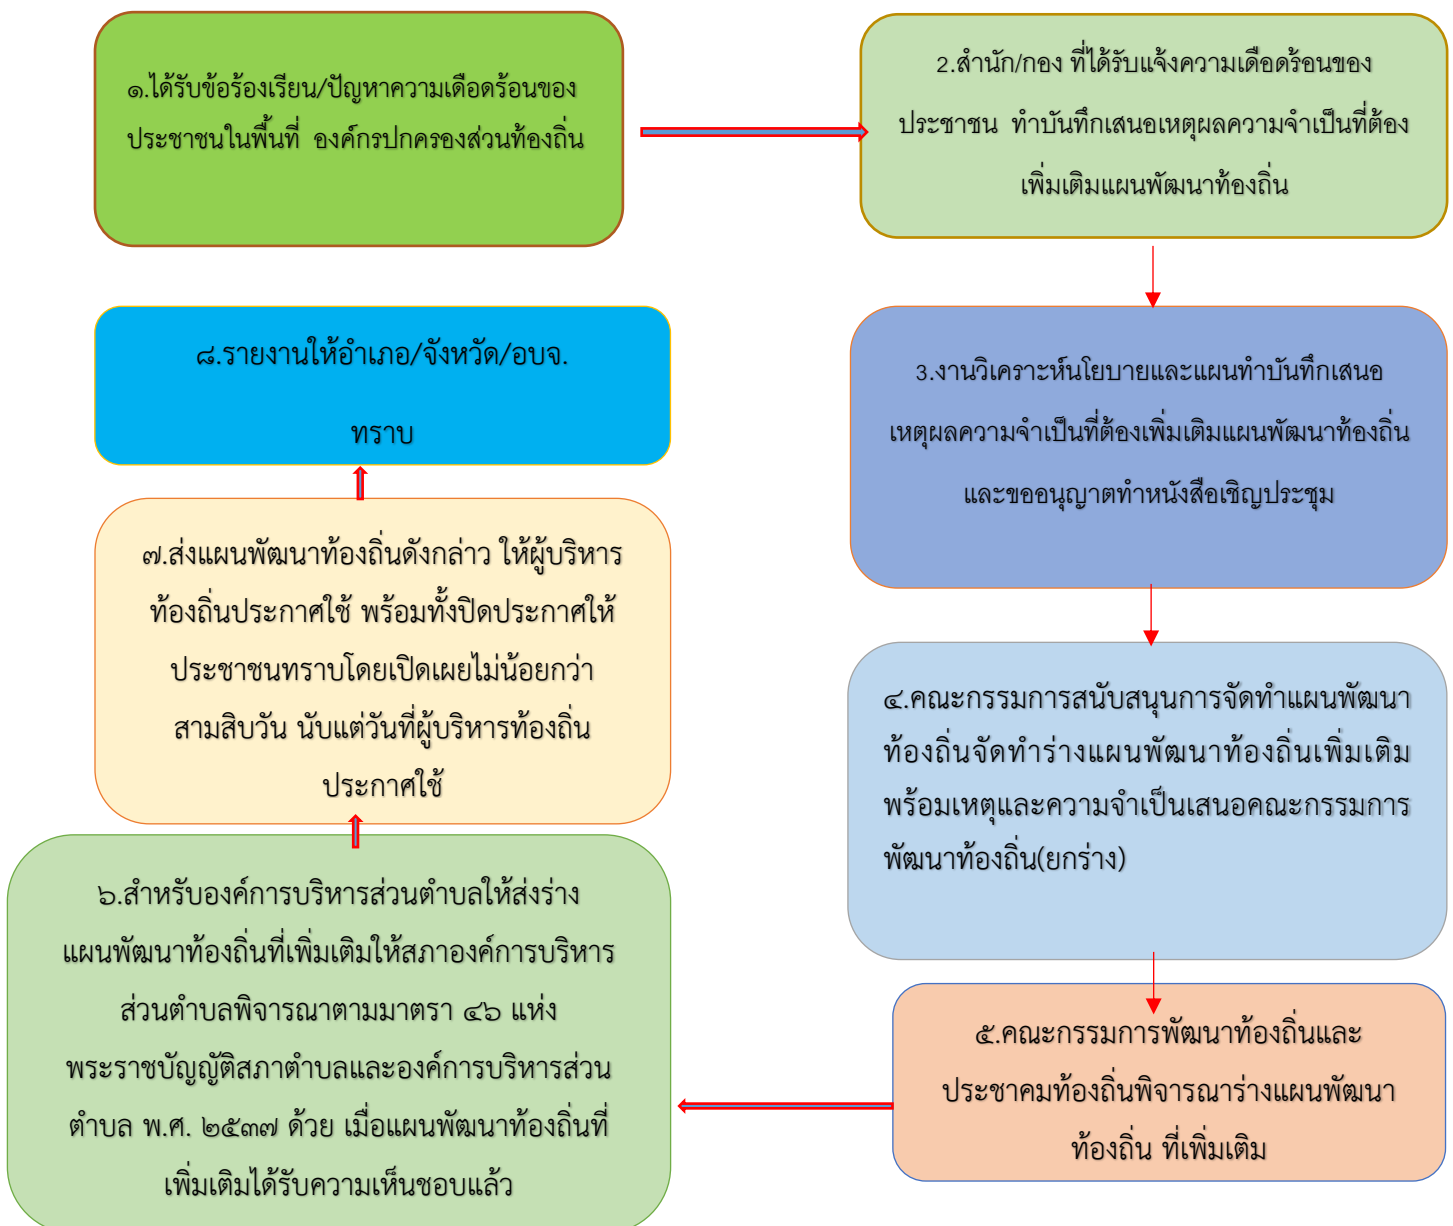 ๑.ได้รับข้อร้องเรียน/ปัญหาความเดือดร้อนของ
ประชาชนในพื้นที่ องค์กรปกครองส่วนท้องถิ่น
2.สำนัก/กอง ที่ได้รับแจ้งความเดือดร้อนของ
ประชาชน ทำบันทึกเสนอเหตุผลความจำเป็นที่ต้อง
เพิ่มเติมแผนพัฒนาท้องถิ่น
3.งานวิเคราะห์นโยบายและแผนทำบันทึกเสนอ
เหตุผลความจำเป็นที่ต้องเพิ่มเติมแผนพัฒนาท้องถิ่น
และขออนุญาตทำหนังสือเชิญประชุม
๔.คณะกรรมการสนับสนุนการจัดทำแผนพัฒนา
ท้องถิ่นจัดทำร่างแผนพัฒนาท้องถิ่นเพิ่มเติม
พร้อมเหตุและความจำเป็นเสนอคณะกรรมการ
พัฒนาท้องถิ่น(ยกร่าง)
๕.คณะกรรมการพัฒนาท้องถิ่นและ
ประชาคมท้องถิ่นพิจารณาร่างแผนพัฒนา
ท้องถิ่น ที่เพิ่มเติม
๖.สำหรับองค์การบริหารส่วนตำบลให้ส่งร่าง
แผนพัฒนาท้องถิ่นที่เพิ่มเติมให้สภาองค์การบริหาร
ส่วนตำบลพิจารณาตามมาตรา ๔๖ แห่ง
พระราชบัญญัติสภาตำบลและองค์การบริหารส่วน
ตำบล พ.ศ. ๒๕๓๗ ด้วย เมื่อแผนพัฒนาท้องถิ่นที่
เพิ่มเติมได้รับความเห็นชอบแล้ว
๗.ส่งแผนพัฒนาท้องถิ่นดังกล่าว ให้ผู้บริหาร
ท้องถิ่นประกาศใช้ พร้อมทั้งปิดประกาศให้
ประชาชนทราบโดยเปิดเผยไม่น้อยกว่า
สามสิบวัน นับแต่วันที่ผู้บริหารท้องถิ่น
ประกาศใช้
๘.รายงานให้อำเภอ/จังหวัด/อบจ.
ทราบ